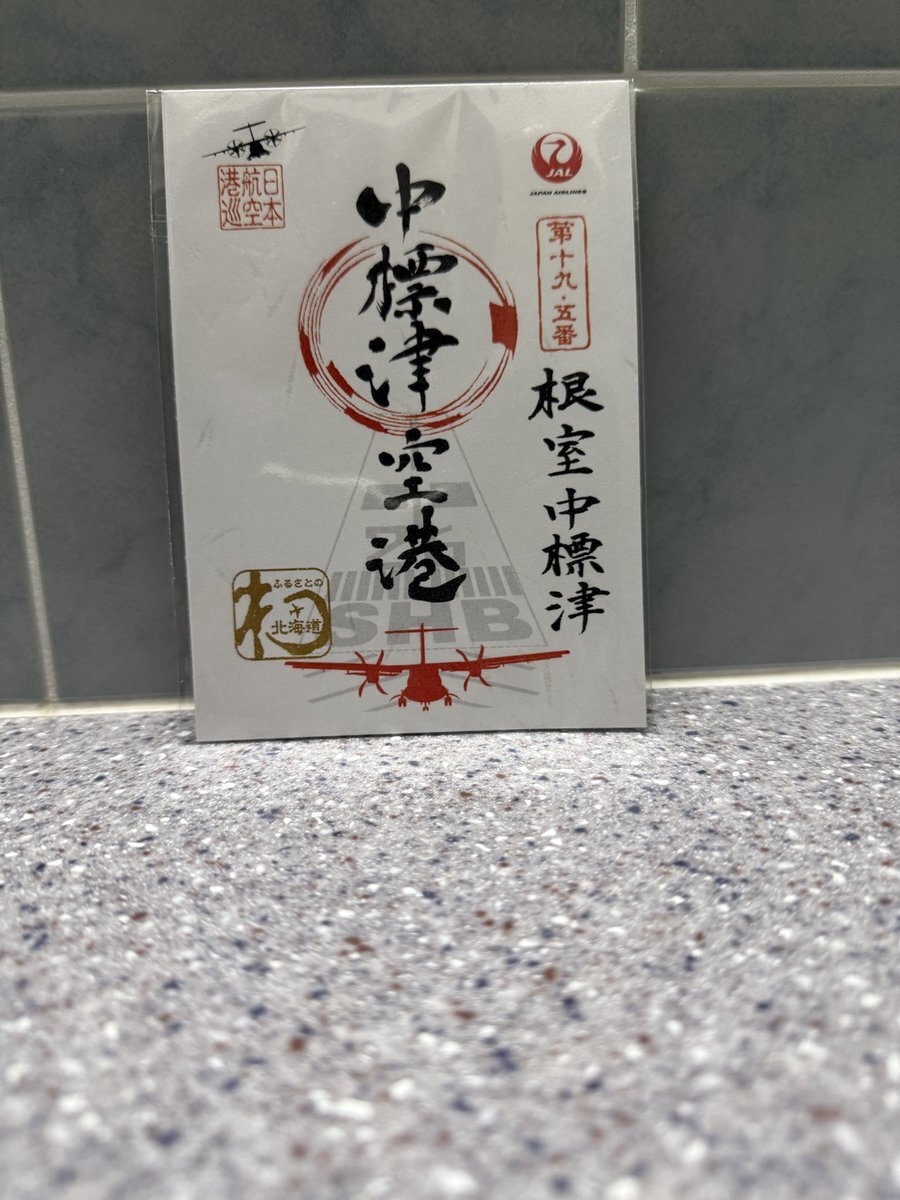 日本
航空
港巡
JAL
JAPAN AIRLINES
第十九・五番
根室中標津
中標津空港
SHB
ふるさとの
北海道